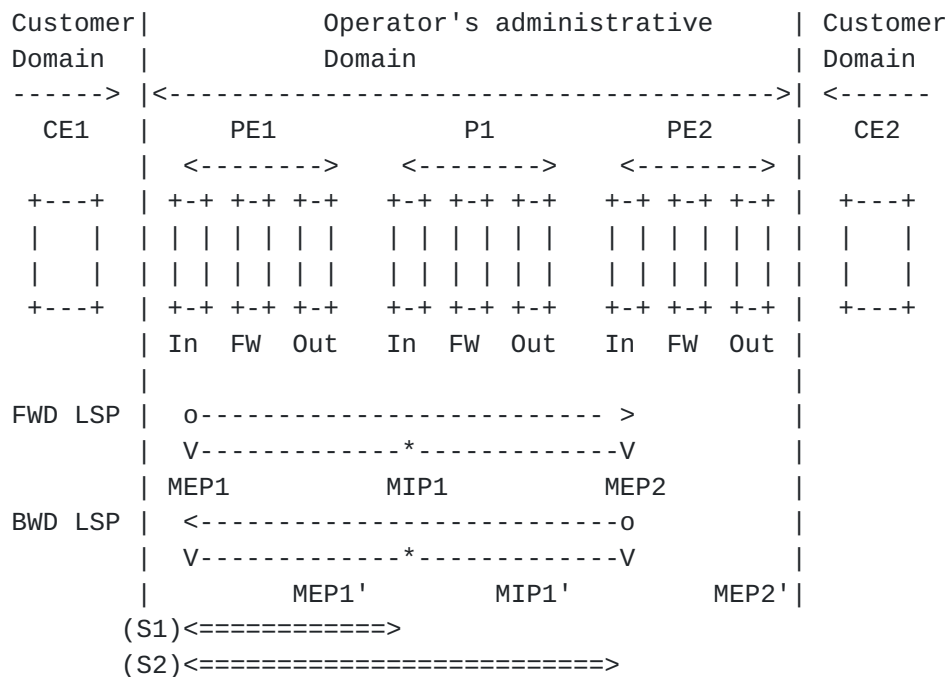 Customer|         Operator's administrative     | Customer
Domain  |         Domain                        | Domain
------> |<--------------------------------------->| <------
  CE1   |     PE1            P1            PE2    |   CE2
        |  <-------->    <-------->    <--------> |
 +---+  | +-+ +-+ +-+   +-+ +-+ +-+   +-+ +-+ +-+ |  +---+
 |   |  | | | | | | |   | | | | | |   | | | | | | |  |   |
 |   |  | | | | | | |   | | | | | |   | | | | | | |  |   |
 +---+  | +-+ +-+ +-+   +-+ +-+ +-+   +-+ +-+ +-+ |  +---+
        | In  FW  Out   In  FW  Out   In  FW  Out |
        |                                         |
FWD LSP |  o-------------------------- >          |
        |  V-------------*-------------V          |
        | MEP1          MIP1          MEP2        |
BWD LSP |  <---------------------------o          |
        |  V-------------*-------------V          |
        |         MEP1'         MIP1'        MEP2'|
       (S1)<============>
       (S2)<==========================>